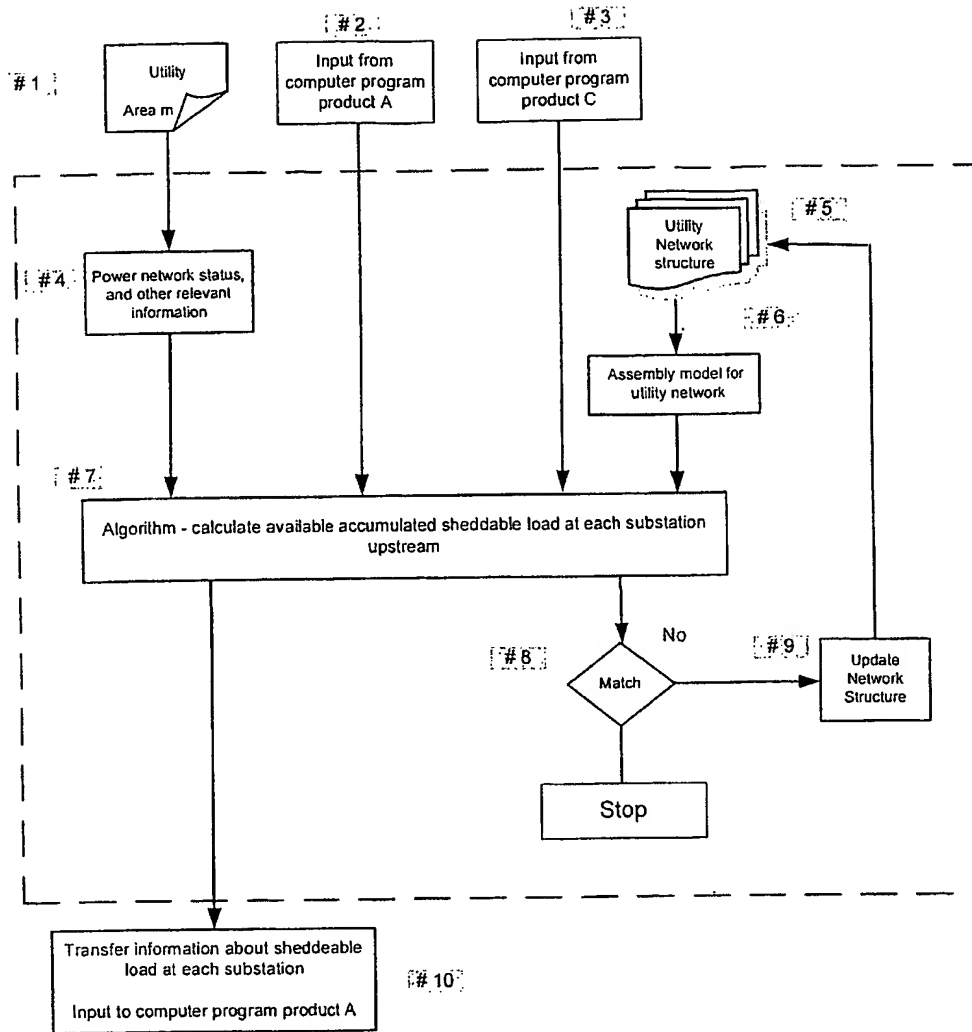 # 2
# 3
Utility
Area m
Input from
computer program
product A
Input from
computer program
product C
# 1
# 5
Utility
Network
structure
# 4
Power network status,
and other relevant
information
# 6
Assembly model for
utility network
# 7
Algorithm - calculate available accumulated sheddable load at each substation
upstream
No
# 8
# 9
Match
Update
Network
Structure
Stop
Transfer information about sheddeable
load at each substation
Input to computer program product A
# 10